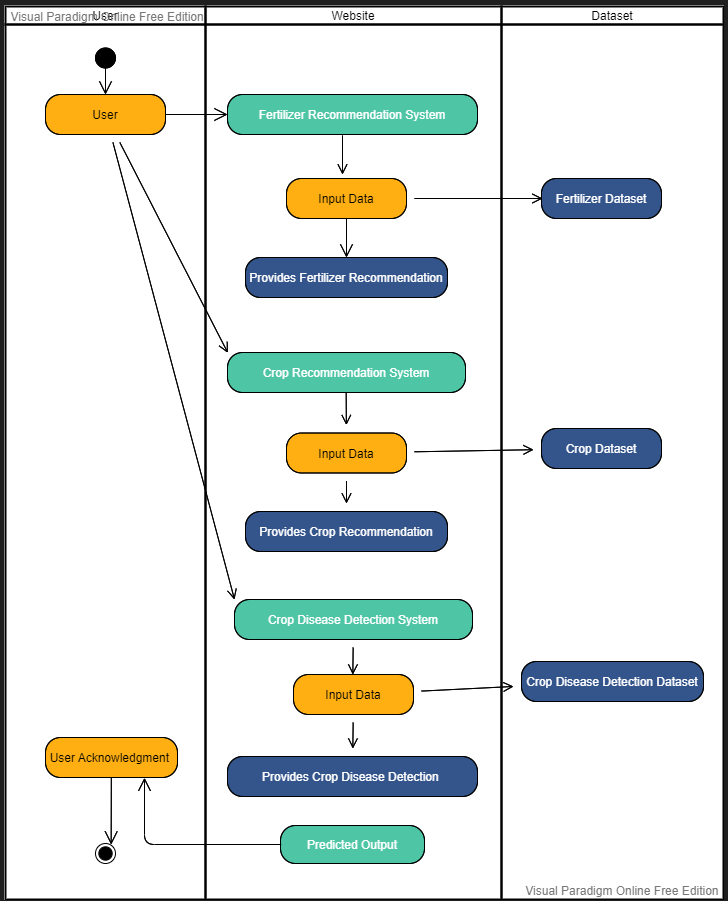 Visual Paradigm Online Free Edition
User
Website
Dataset
User
Fertilizer Recommendation System
Input Data
Fertilizer Dataset
Provides Fertilizer Recommendation
Crop Recommendation System
Input Data
Crop Dataset
Provides Crop Recommendation
Crop Disease Detection System
Input Data
Crop Disease Detection Dataset
User Acknowledgment
Provides Crop Disease Detection
Predicted Output
Visual Paradigm Online Free Edition